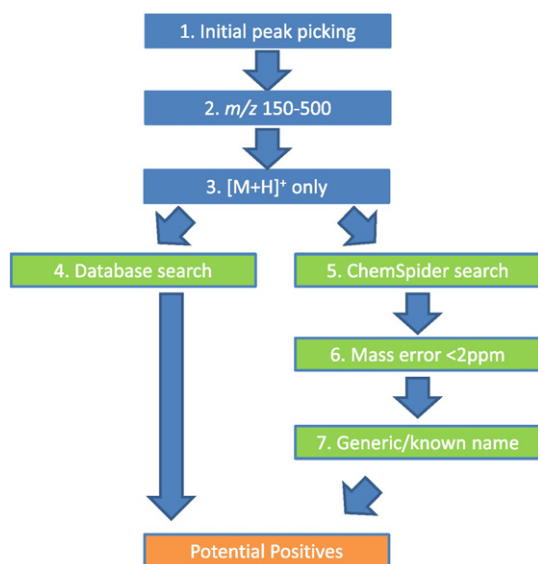 1. Initial peak picking
2. m/z 150-500
3. [M+H]⁺ only
4. Database search
5. ChemSpider search
6. Mass error <2ppm
7. Generic/known name
Potential Positives